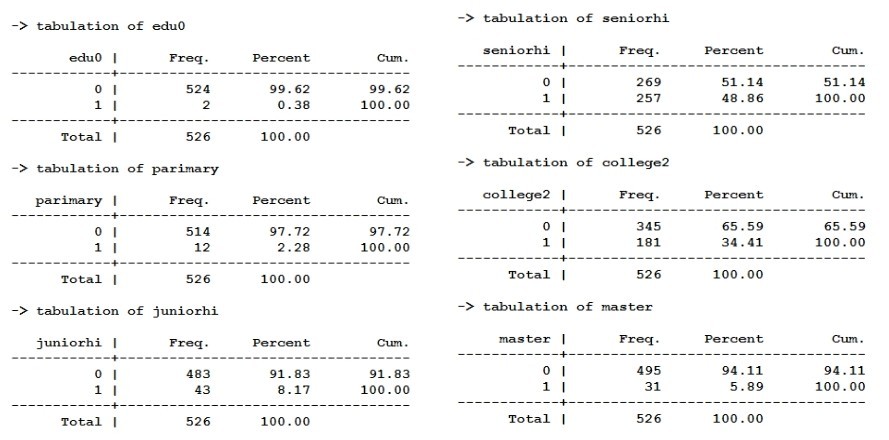 -> tabulation of edu0
edu0 | Freq. Percent Cum.
------------+-----------------------------------
0 | 524 99.62 99.62
1 | 2 0.38 100.00
------------+-----------------------------------
Total | 526 100.00
-> tabulation of parimary
parimary | Freq. Percent Cum.
------------+-----------------------------------
0 | 514 97.72 97.72
1 | 12 2.28 100.00
------------+-----------------------------------
Total | 526 100.00
-> tabulation of juniorhi
juniorhi | Freq. Percent Cum.
------------+-----------------------------------
0 | 483 91.83 91.83
1 | 43 8.17 100.00
------------+-----------------------------------
Total | 526 100.00
-> tabulation of seniorhi
seniorhi | Freq. Percent Cum.
------------+-----------------------------------
0 | 269 51.14 51.14
1 | 257 48.86 100.00
------------+-----------------------------------
Total | 526 100.00
-> tabulation of college2
college2 | Freq. Percent Cum.
------------+-----------------------------------
0 | 345 65.59 65.59
1 | 181 34.41 100.00
------------+-----------------------------------
Total | 526 100.00
-> tabulation of master
master | Freq. Percent Cum.
------------+-----------------------------------
0 | 495 94.11 94.11
1 | 31 5.89 100.00
------------+-----------------------------------
Total | 526 100.00